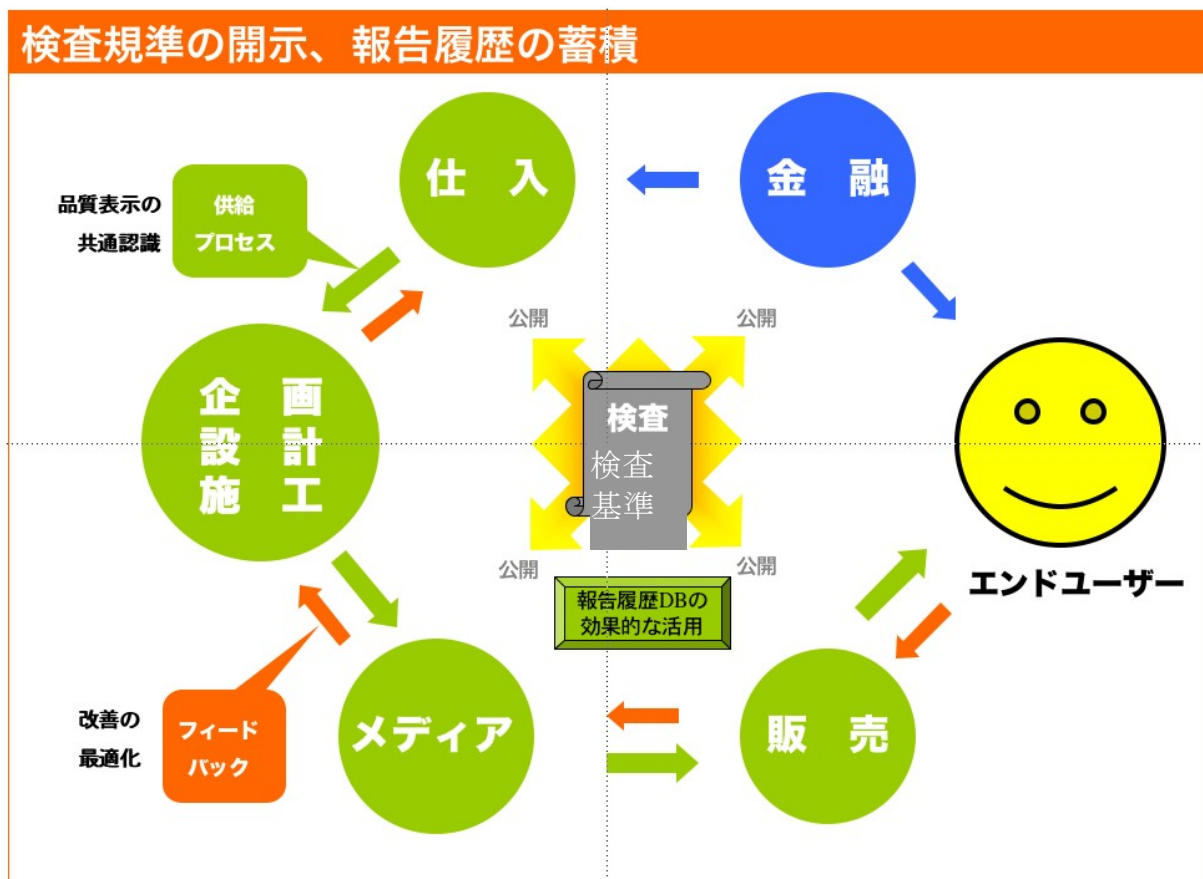 検査規準の開示、報告履歴の蓄積
仕　入
金　融
品質表示の
共通認識
供給
プロセス
公開
公開
企　画
設　計
施　工
検査
検査
基準
公開
公開
エンドユーザー
報告履歴DBの
効果的な活用
改善の
最適化
フィード
バック
メディア
販　売